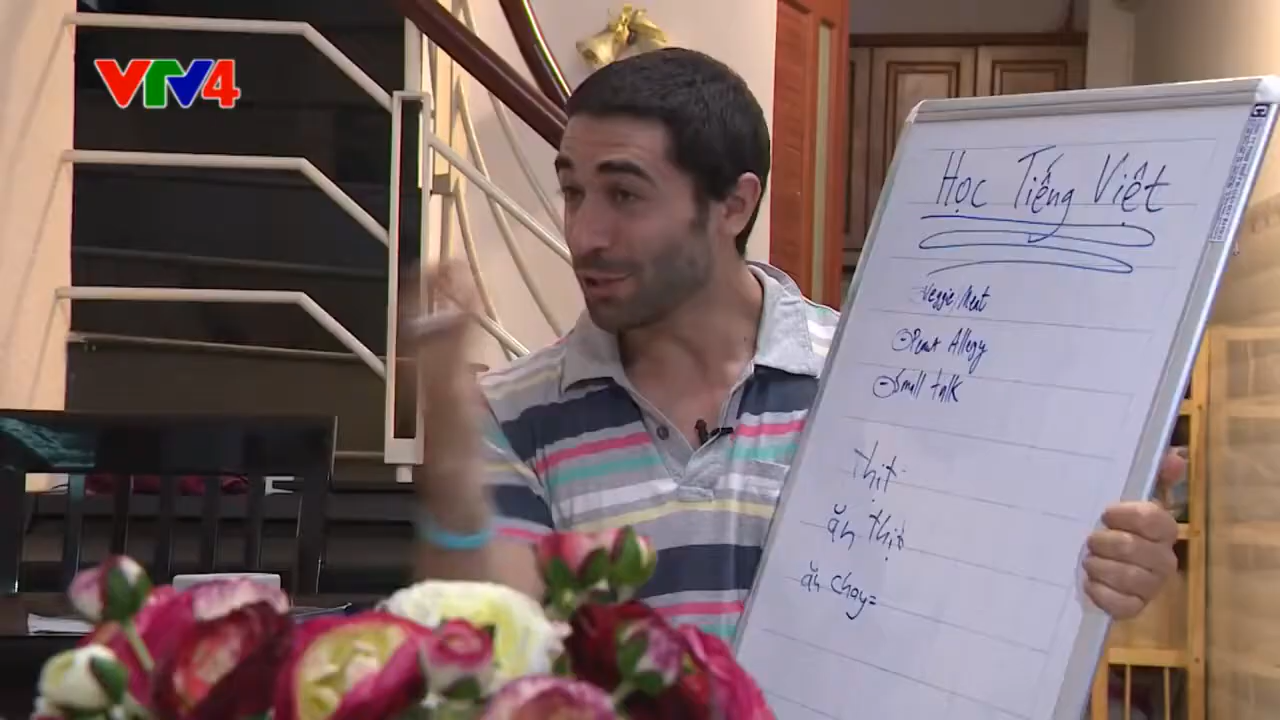 VTV4
Học Tiếng Việt
Veggie/Meat
Peanut Allergy
Small talk
thịt
ăn thịt
ăn chay=